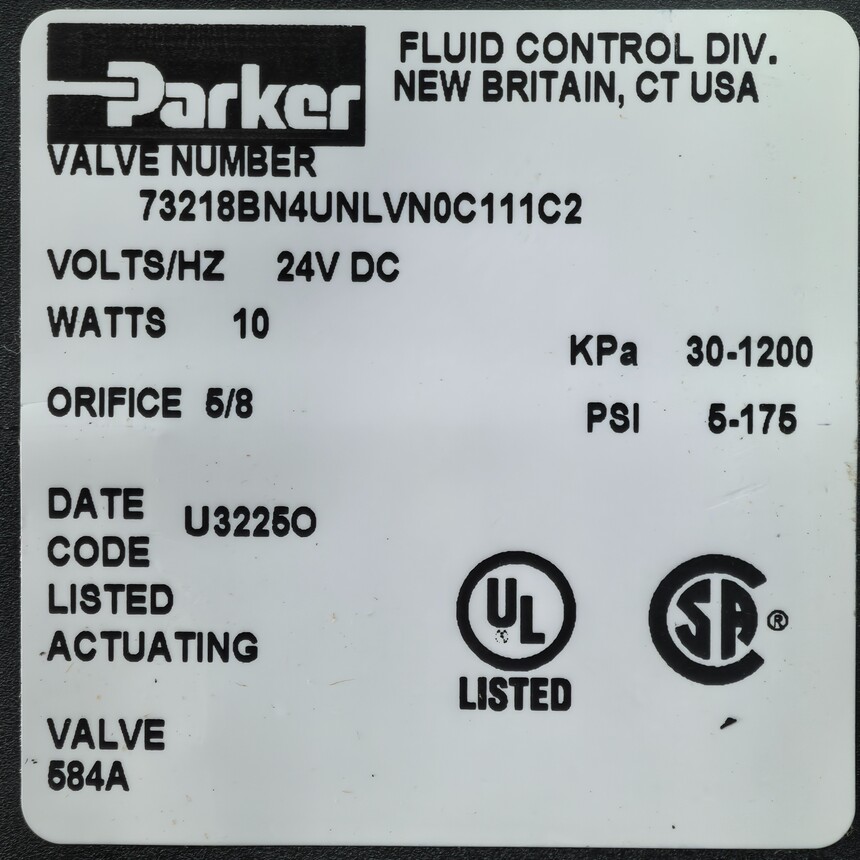 Parker
FLUID CONTROL DIV.
NEW BRITAIN, CT USA
VALVE NUMBER
73218BN4UNLVN0C111C2
VOLTS/HZ 24V DC
WATTS 10
KPa 30-1200
ORIFICE 5/8
PSI 5-175
DATE CODE U3225O
LISTED
ACTUATING
VALVE
584A
UL
LISTED
SA ®